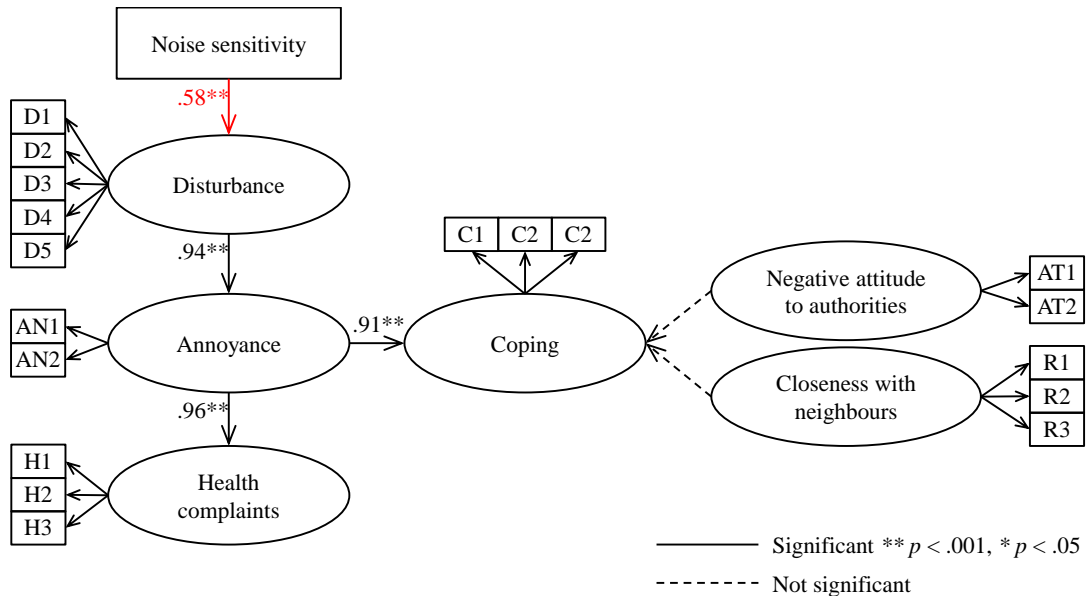 Noise sensitivity
.58**
D1
D2
D3
D4
D5
Disturbance
.94**
C1 C2 C2
Negative attitude
to authorities
AT1
AT2
AN1
AN2
Annoyance
.91**
Coping
Closeness with
neighbours
R1
R2
R3
.96**
H1
H2
H3
Health
complaints
Significant ** p < .001, * p < .05
Not significant